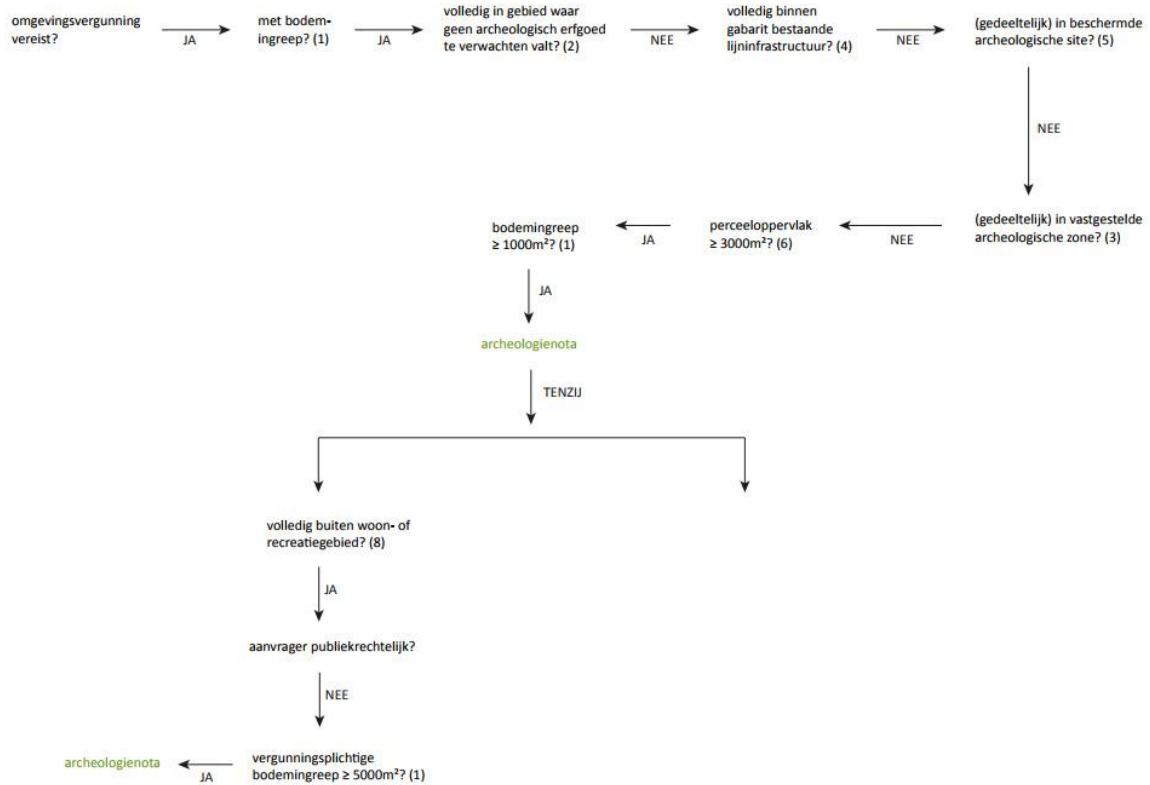 omgevingsvergunning
vereist?
JA
met bodem-
ingreep? (1)
JA
volledig in gebied waar
geen archeologisch erfgoed
te verwachten valt? (2)
NEE
volledig binnen
gabarit bestaande
lijninfrastructuur? (4)
NEE
(gedeeltelijk) in beschermde
archeologische site? (5)
NEE
(gedeeltelijk) in vastgestelde
archeologische zone? (3)
NEE
perceeloppervlak
≥ 3000m²? (6)
JA
bodemingreep
≥ 1000m²? (1)
JA
archeologienota
TENZIJ
volledig buiten woon- of
recreatiegebied? (8)
JA
aanvrager publiekrechtelijk?
NEE
vergunningsplichtige
bodemingreep ≥ 5000m²? (1)
JA
archeologienota